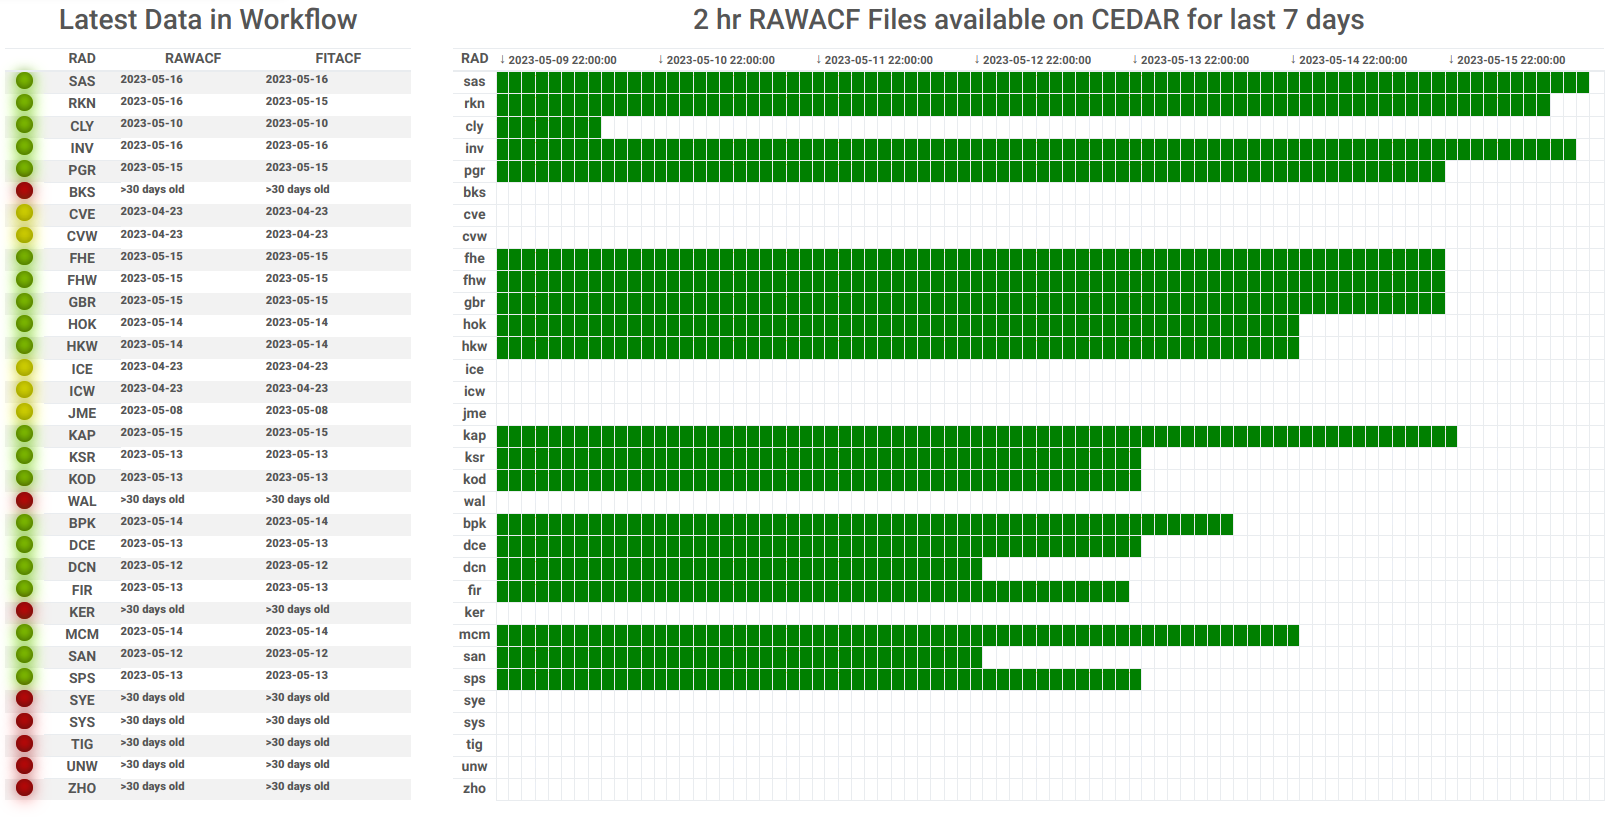 Latest Data in Workflow
RAD RAWACF FITACF
SAS 2023-05-16 2023-05-16
RKN 2023-05-16 2023-05-15
CLY 2023-05-10 2023-05-10
INV 2023-05-16 2023-05-16
PGR 2023-05-15 2023-05-15
BKS >30 days old >30 days old
CVE 2023-04-23 2023-04-23
CVW 2023-04-23 2023-04-23
FHE 2023-05-15 2023-05-15
FHW 2023-05-15 2023-05-15
GBR 2023-05-15 2023-05-15
HOK 2023-05-14 2023-05-14
HKW 2023-05-14 2023-05-14
ICE 2023-04-23 2023-04-23
ICW 2023-04-23 2023-04-23
JME 2023-05-08 2023-05-08
KAP 2023-05-15 2023-05-15
KSR 2023-05-13 2023-05-13
KOD 2023-05-13 2023-05-13
WAL >30 days old >30 days old
BPK 2023-05-14 2023-05-14
DCE 2023-05-13 2023-05-13
DCN 2023-05-12 2023-05-12
FIR 2023-05-13 2023-05-13
KER >30 days old >30 days old
MCM 2023-05-14 2023-05-14
SAN 2023-05-12 2023-05-12
SPS 2023-05-13 2023-05-13
SYE >30 days old >30 days old
SYS >30 days old >30 days old
TIG >30 days old >30 days old
UNW >30 days old >30 days old
ZHO >30 days old >30 days old
2 hr RAWACF Files available on CEDAR for last 7 days
RAD ↓ 2023-05-09 22:00:00 ↓ 2023-05-10 22:00:00 ↓ 2023-05-11 22:00:00 ↓ 2023-05-12 22:00:00 ↓ 2023-05-13 22:00:00 ↓ 2023-05-14 22:00:00 ↓ 2023-05-15 22:00:00
sas
rkn
cly
inv
pgr
bks
cve
cvw
fhe
fhw
gbr
hok
hkw
ice
icw
jme
kap
ksr
kod
wal
bpk
dce
dcn
fir
ker
mcm
san
sps
sye
sys
tig
unw
zho